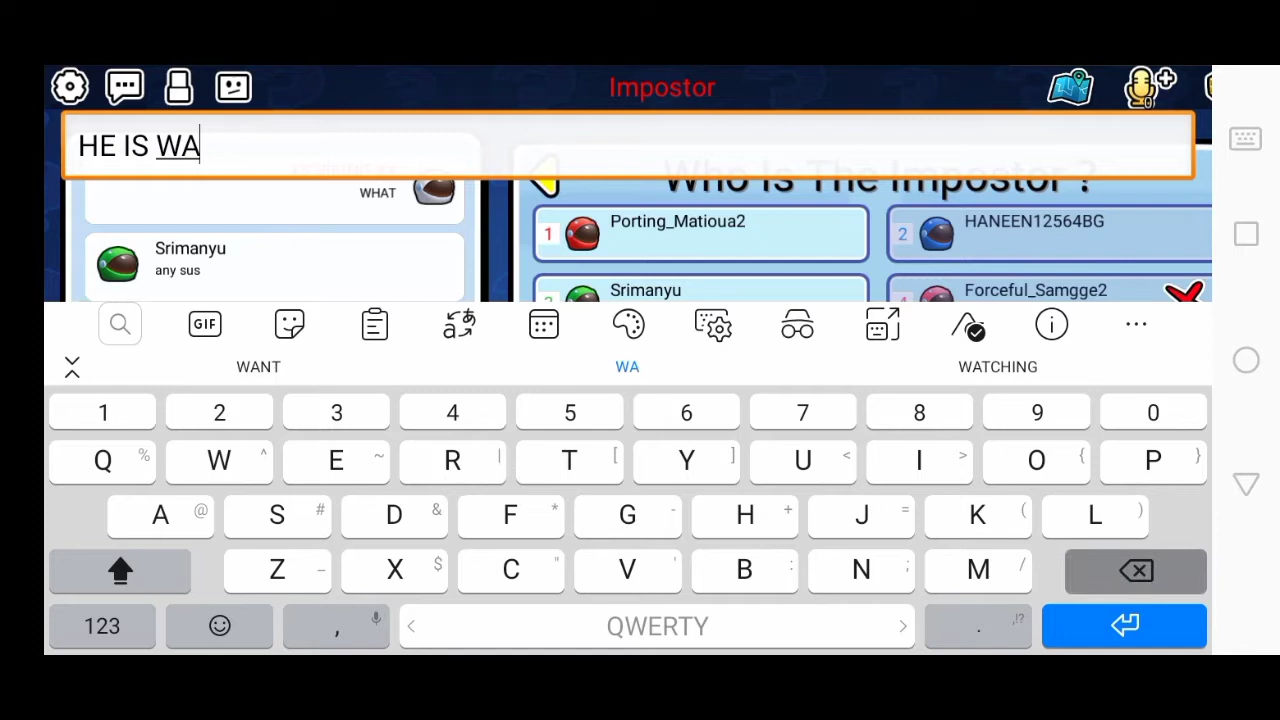 Impostor
HE IS WA
WHAT
Srimanyu
any sus
Who Is The Impostor ?
1 Porting_Matioua2
2 HANEEN12564BG
Srimanyu
Forceful_Samgge2
GIF
WANT WA WATCHING
1 2 3 4 5 6 7 8 9 0
Q % W ^ E ~ R | T [ Y ] U < I > O { P }
A @ S # D & F * G - H + J = K ( L )
Z _ X $ C " V ' B : N ; M /
123 , < QWERTY > . ,!?